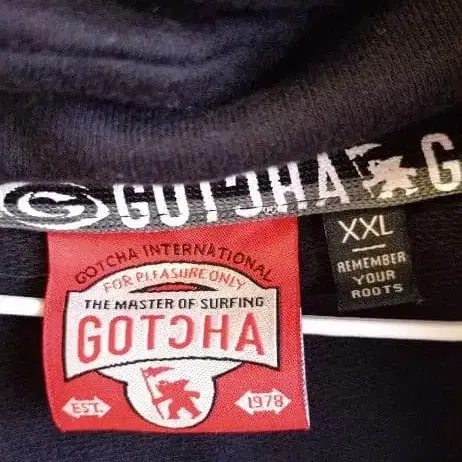 GOTCHA G
XXL
REMEMBER
YOUR
ROOTS
GOTCHA INTERNATIONAL
FOR PLEASURE ONLY
THE MASTER OF SURFING
GOTCHA
EST. 1978